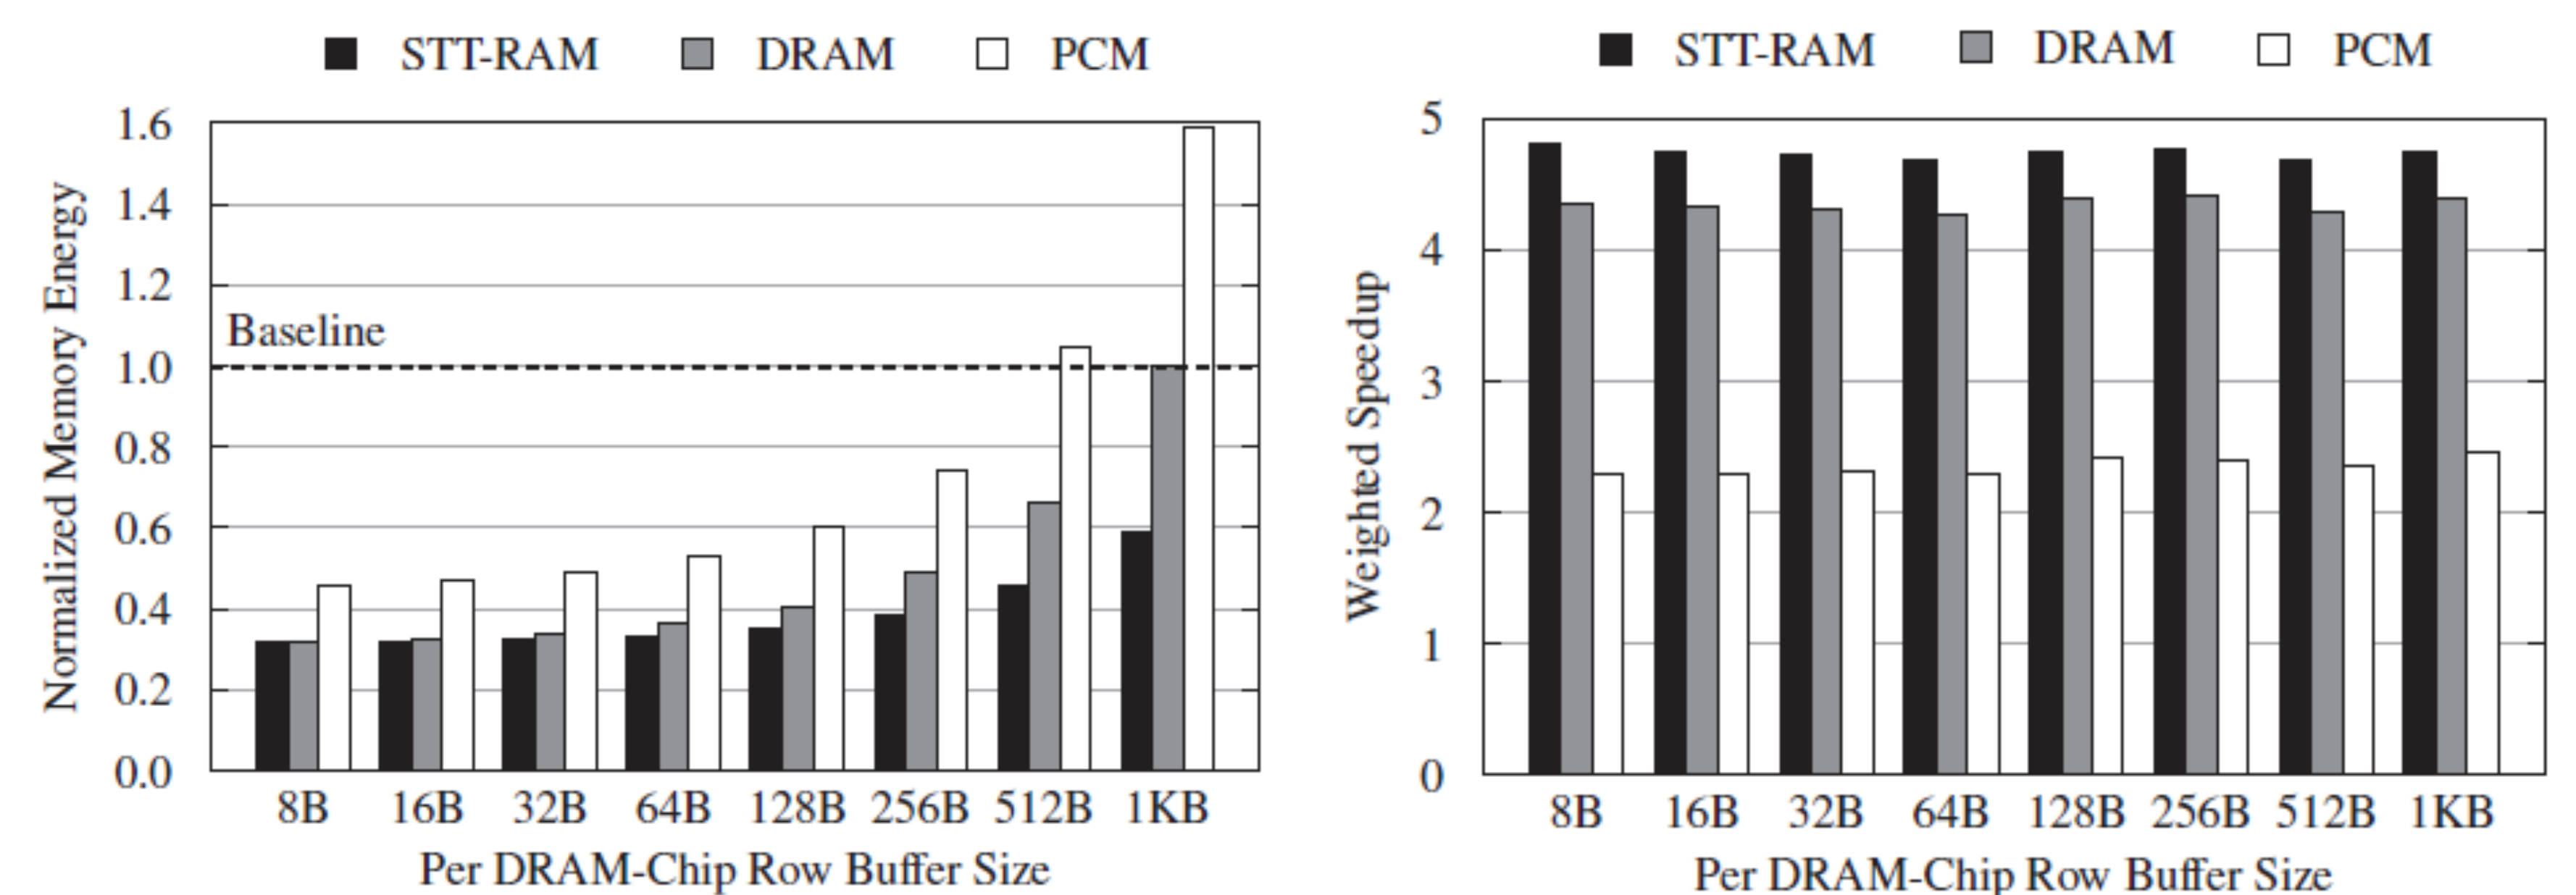 STT-RAM DRAM PCM
Normalized Memory Energy
1.6
1.4
1.2
Baseline
1.0
0.8
0.6
0.4
0.2
0.0
8B 16B 32B 64B 128B 256B 512B 1KB
Per DRAM-Chip Row Buffer Size
STT-RAM DRAM PCM
Weighted Speedup
5
4
3
2
1
0
8B 16B 32B 64B 128B 256B 512B 1KB
Per DRAM-Chip Row Buffer Size